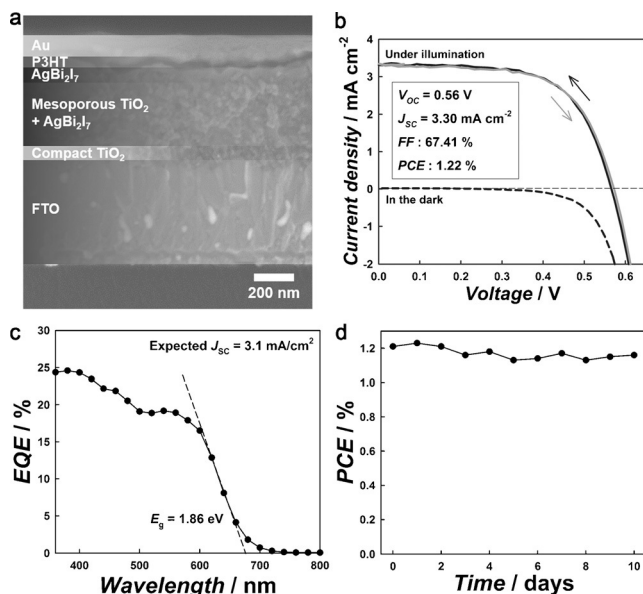 a
Au
P3HT
AgBi2I7
Mesoporous TiO2
+ AgBi2I7
Compact TiO2
FTO
200 nm
b
Under illumination
VOC = 0.56 V
JSC = 3.30 mA cm-2
FF : 67.41 %
PCE : 1.22 %
In the dark
Current density / mA cm-2
4
3
2
1
0
-1
-2
0.0 0.1 0.2 0.3 0.4 0.5 0.6
Voltage / V
c
Expected JSC = 3.1 mA/cm2
Eg = 1.86 eV
EQE / %
30
25
20
15
10
5
0
400 500 600 700 800
Wavelength / nm
d
PCE / %
1.4
1.2
1.0
0.8
0.6
0.4
0.2
0.0
0 2 4 6 8 10
Time / days